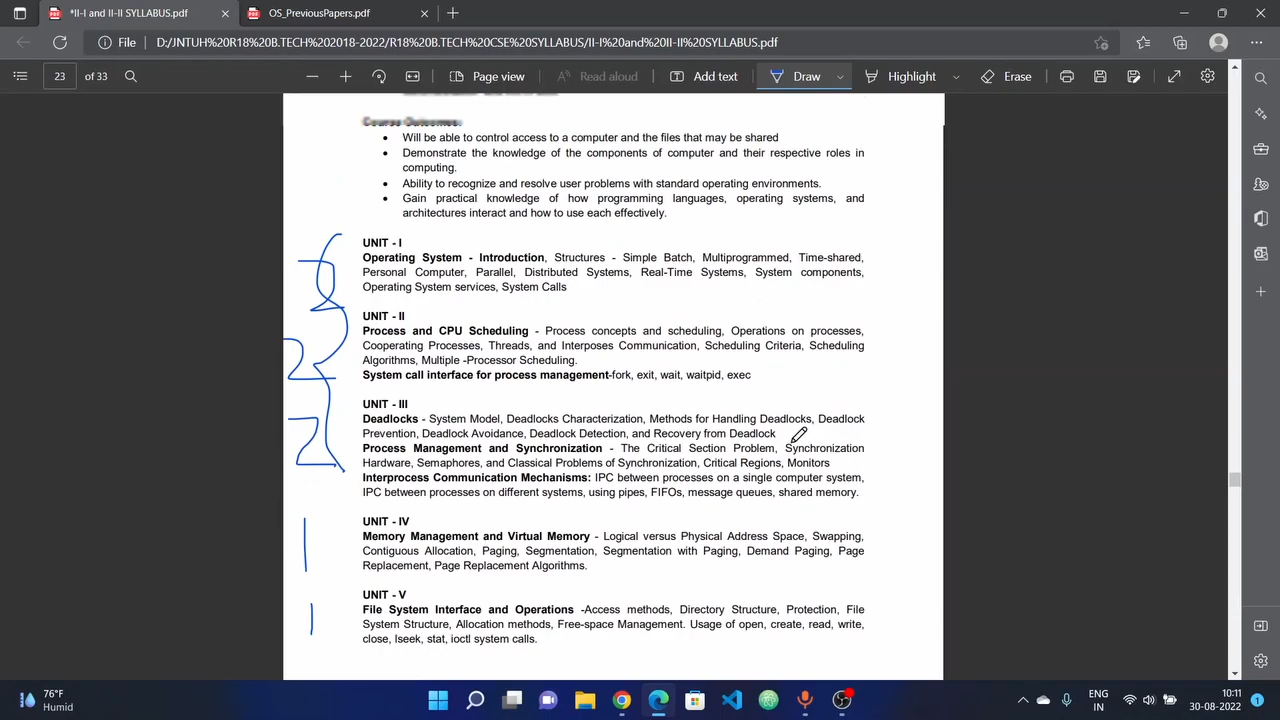 *II-I and II-II SYLLABUS.pdf
OS_PreviousPapers.pdf
File
D:/JNTUH%20R18%20B.TECH%202018-2022/R18%20B.TECH%20CSE%20SYLLABUS/II-I%20and%20II-II%20SYLLABUS.pdf
23 of 33
Page view
Read aloud
Add text
Draw
Highlight
Erase
Course Outcomes:
• Will be able to control access to a computer and the files that may be shared
• Demonstrate the knowledge of the components of computer and their respective roles in
computing.
• Ability to recognize and resolve user problems with standard operating environments.
• Gain practical knowledge of how programming languages, operating systems, and
architectures interact and how to use each effectively.
UNIT - I
Operating System - Introduction, Structures - Simple Batch, Multiprogrammed, Time-shared,
Personal Computer, Parallel, Distributed Systems, Real-Time Systems, System components,
Operating System services, System Calls
UNIT - II
Process and CPU Scheduling - Process concepts and scheduling, Operations on processes,
Cooperating Processes, Threads, and Interposes Communication, Scheduling Criteria, Scheduling
Algorithms, Multiple -Processor Scheduling.
2
System call interface for process management-fork, exit, wait, waitpid, exec
UNIT - III
Deadlocks - System Model, Deadlocks Characterization, Methods for Handling Deadlocks, Deadlock
Prevention, Deadlock Avoidance, Deadlock Detection, and Recovery from Deadlock
2
Process Management and Synchronization - The Critical Section Problem, Synchronization
Hardware, Semaphores, and Classical Problems of Synchronization, Critical Regions, Monitors
Interprocess Communication Mechanisms: IPC between processes on a single computer system,
IPC between processes on different systems, using pipes, FIFOs, message queues, shared memory.
UNIT - IV
1
Memory Management and Virtual Memory - Logical versus Physical Address Space, Swapping,
Contiguous Allocation, Paging, Segmentation, Segmentation with Paging, Demand Paging, Page
Replacement, Page Replacement Algorithms.
UNIT - V
1
File System Interface and Operations -Access methods, Directory Structure, Protection, File
System Structure, Allocation methods, Free-space Management. Usage of open, create, read, write,
close, lseek, stat, ioctl system calls.
76°F
Humid
ENG
IN
10:11
30-08-2022